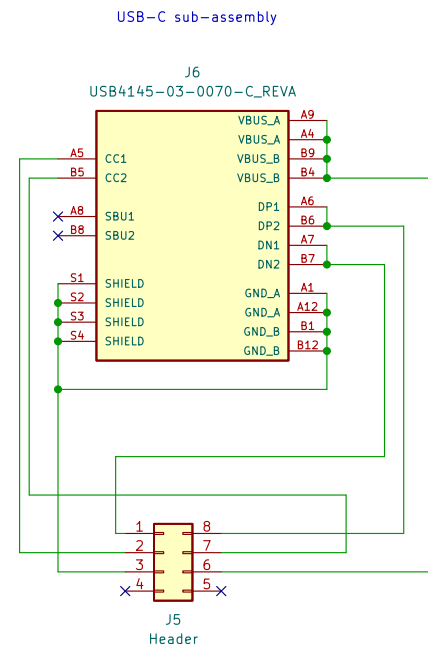 USB-C sub-assembly
J6
USB4145-03-0070-C_REVA
VBUS_A A9
VBUS_A A4
A5 CC1 VBUS_B B9
B5 CC2 VBUS_B B4
DP1 A6
A8 SBU1
DP2 B6
B8 SBU2
DN1 A7
DN2 B7
S1 SHIELD
GND_A A1
S2 SHIELD
GND_A A12
S3 SHIELD
GND_B B1
S4 SHIELD
GND_B B12
1 8
2 7
3 6
4 5
J5
Header